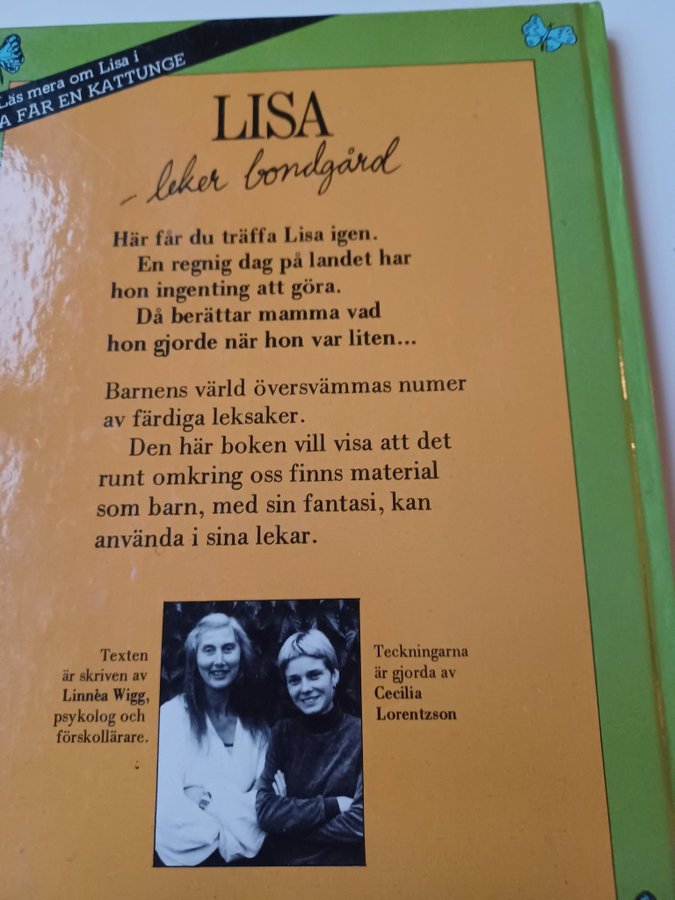 Läs mera om Lisa i
A FÅR EN KATTUNGE
LISA
– leker bondgård
Här får du träffa Lisa igen.
En regnig dag på landet har
hon ingenting att göra.
Då berättar mamma vad
hon gjorde när hon var liten...
Barnens värld översvämmas numer
av färdiga leksaker.
Den här boken vill visa att det
runt omkring oss finns material
som barn, med sin fantasi, kan
använda i sina lekar.
Texten
är skriven av
Linnèa Wigg,
psykolog och
förskollärare.
Teckningarna
är gjorda av
Cecilia
Lorentzson